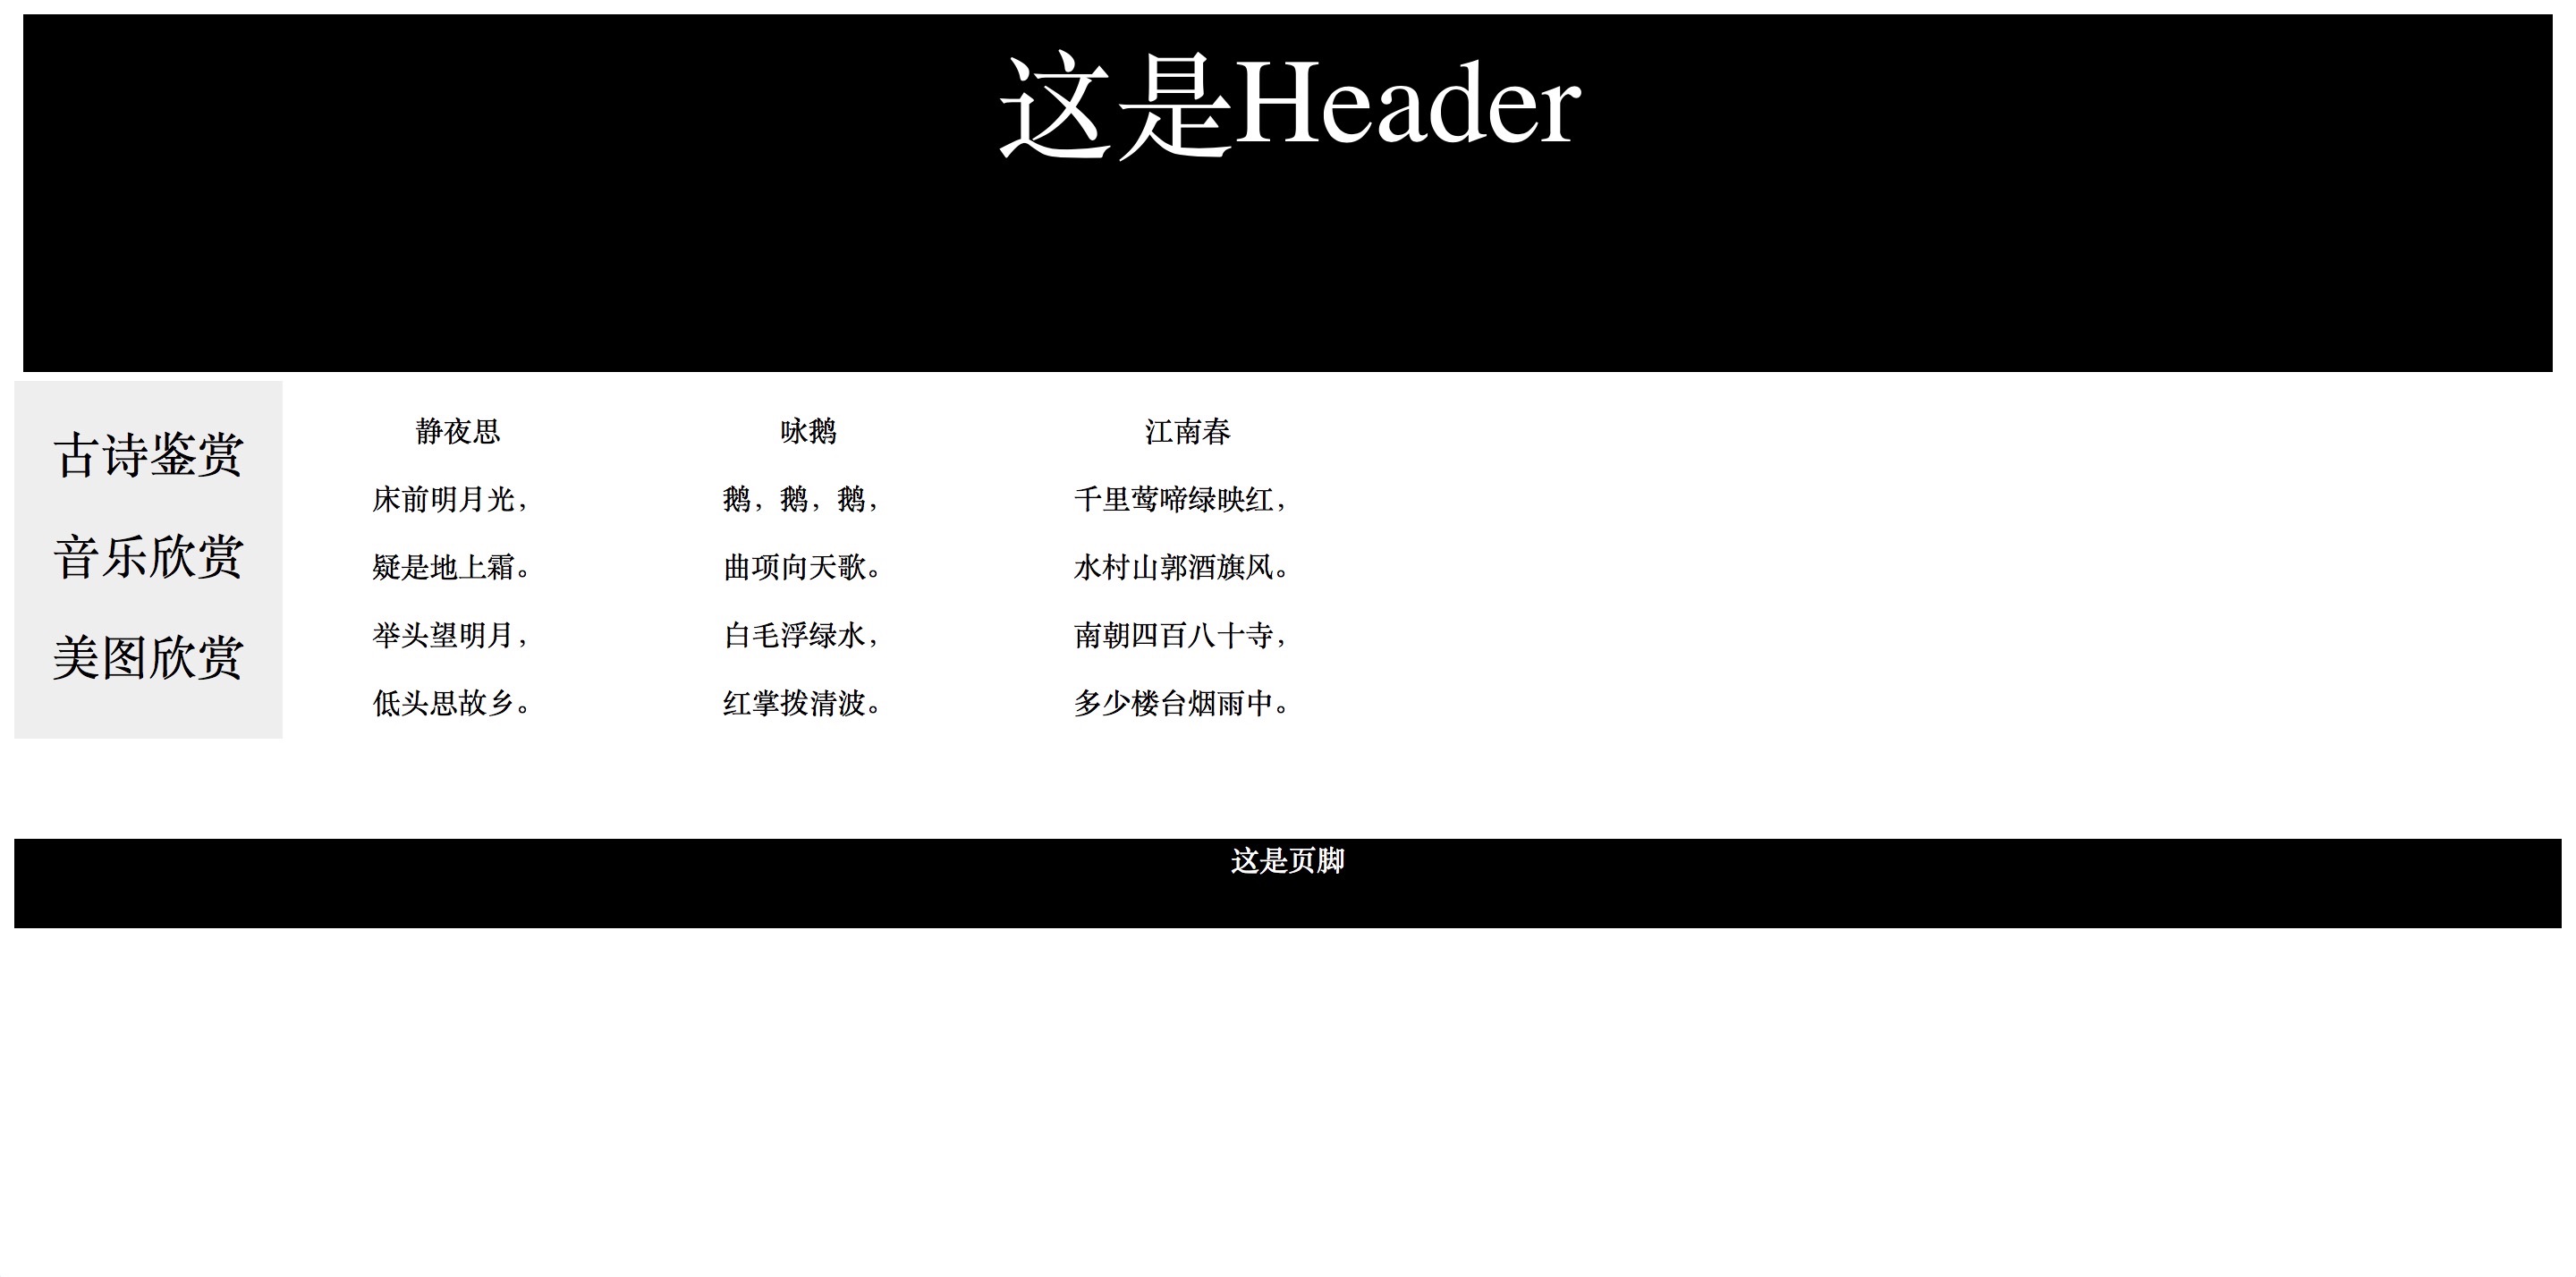 这是Header
古诗鉴赏
音乐欣赏
美图欣赏
静夜思
床前明月光，
疑是地上霜。
举头望明月，
低头思故乡。
咏鹅
鹅，鹅，鹅，
曲项向天歌。
白毛浮绿水，
红掌拨清波。
江南春
千里莺啼绿映红，
水村山郭酒旗风。
南朝四百八十寺，
多少楼台烟雨中。
这是页脚